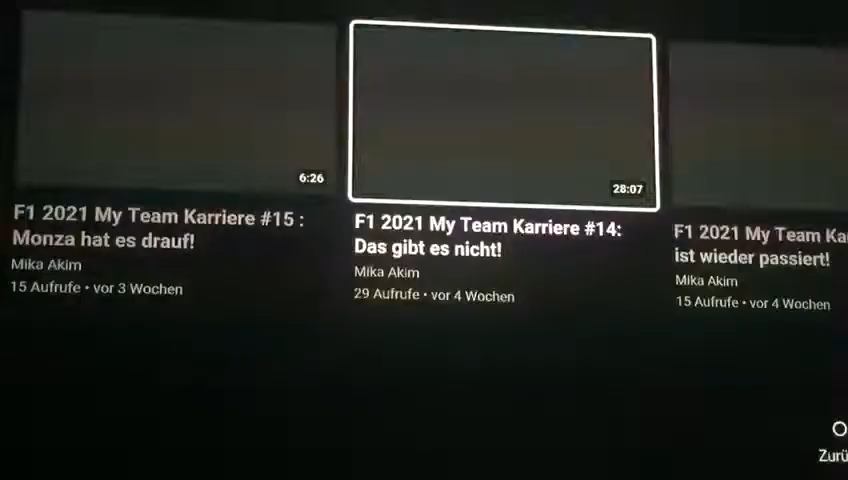 6:26
F1 2021 My Team Karriere #15 :
Monza hat es drauf!
Mika Akim
15 Aufrufe • vor 3 Wochen
28:07
F1 2021 My Team Karriere #14:
Das gibt es nicht!
Mika Akim
29 Aufrufe • vor 4 Wochen
F1 2021 My Team
ist wieder passiert!
Mika Akim
15 Aufrufe • vor 4 Wochen